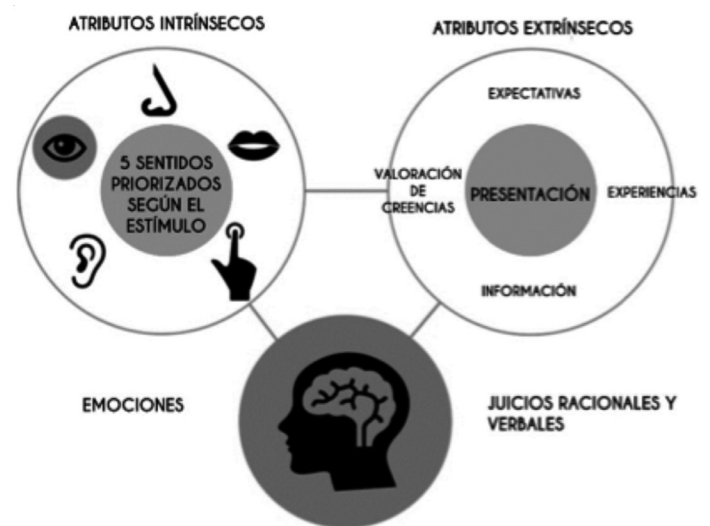 ATRIBUTOS INTRÍNSECOS
ATRIBUTOS EXTRÍNSECOS
5 SENTIDOS
PRIORIZADOS
SEGÚN EL
ESTÍMULO
EXPECTATIVAS
VALORACIÓN
DE
CREENCIAS
PRESENTACIÓN
EXPERIENCIAS
INFORMACIÓN
EMOCIONES
JUICIOS RACIONALES Y
VERBALES